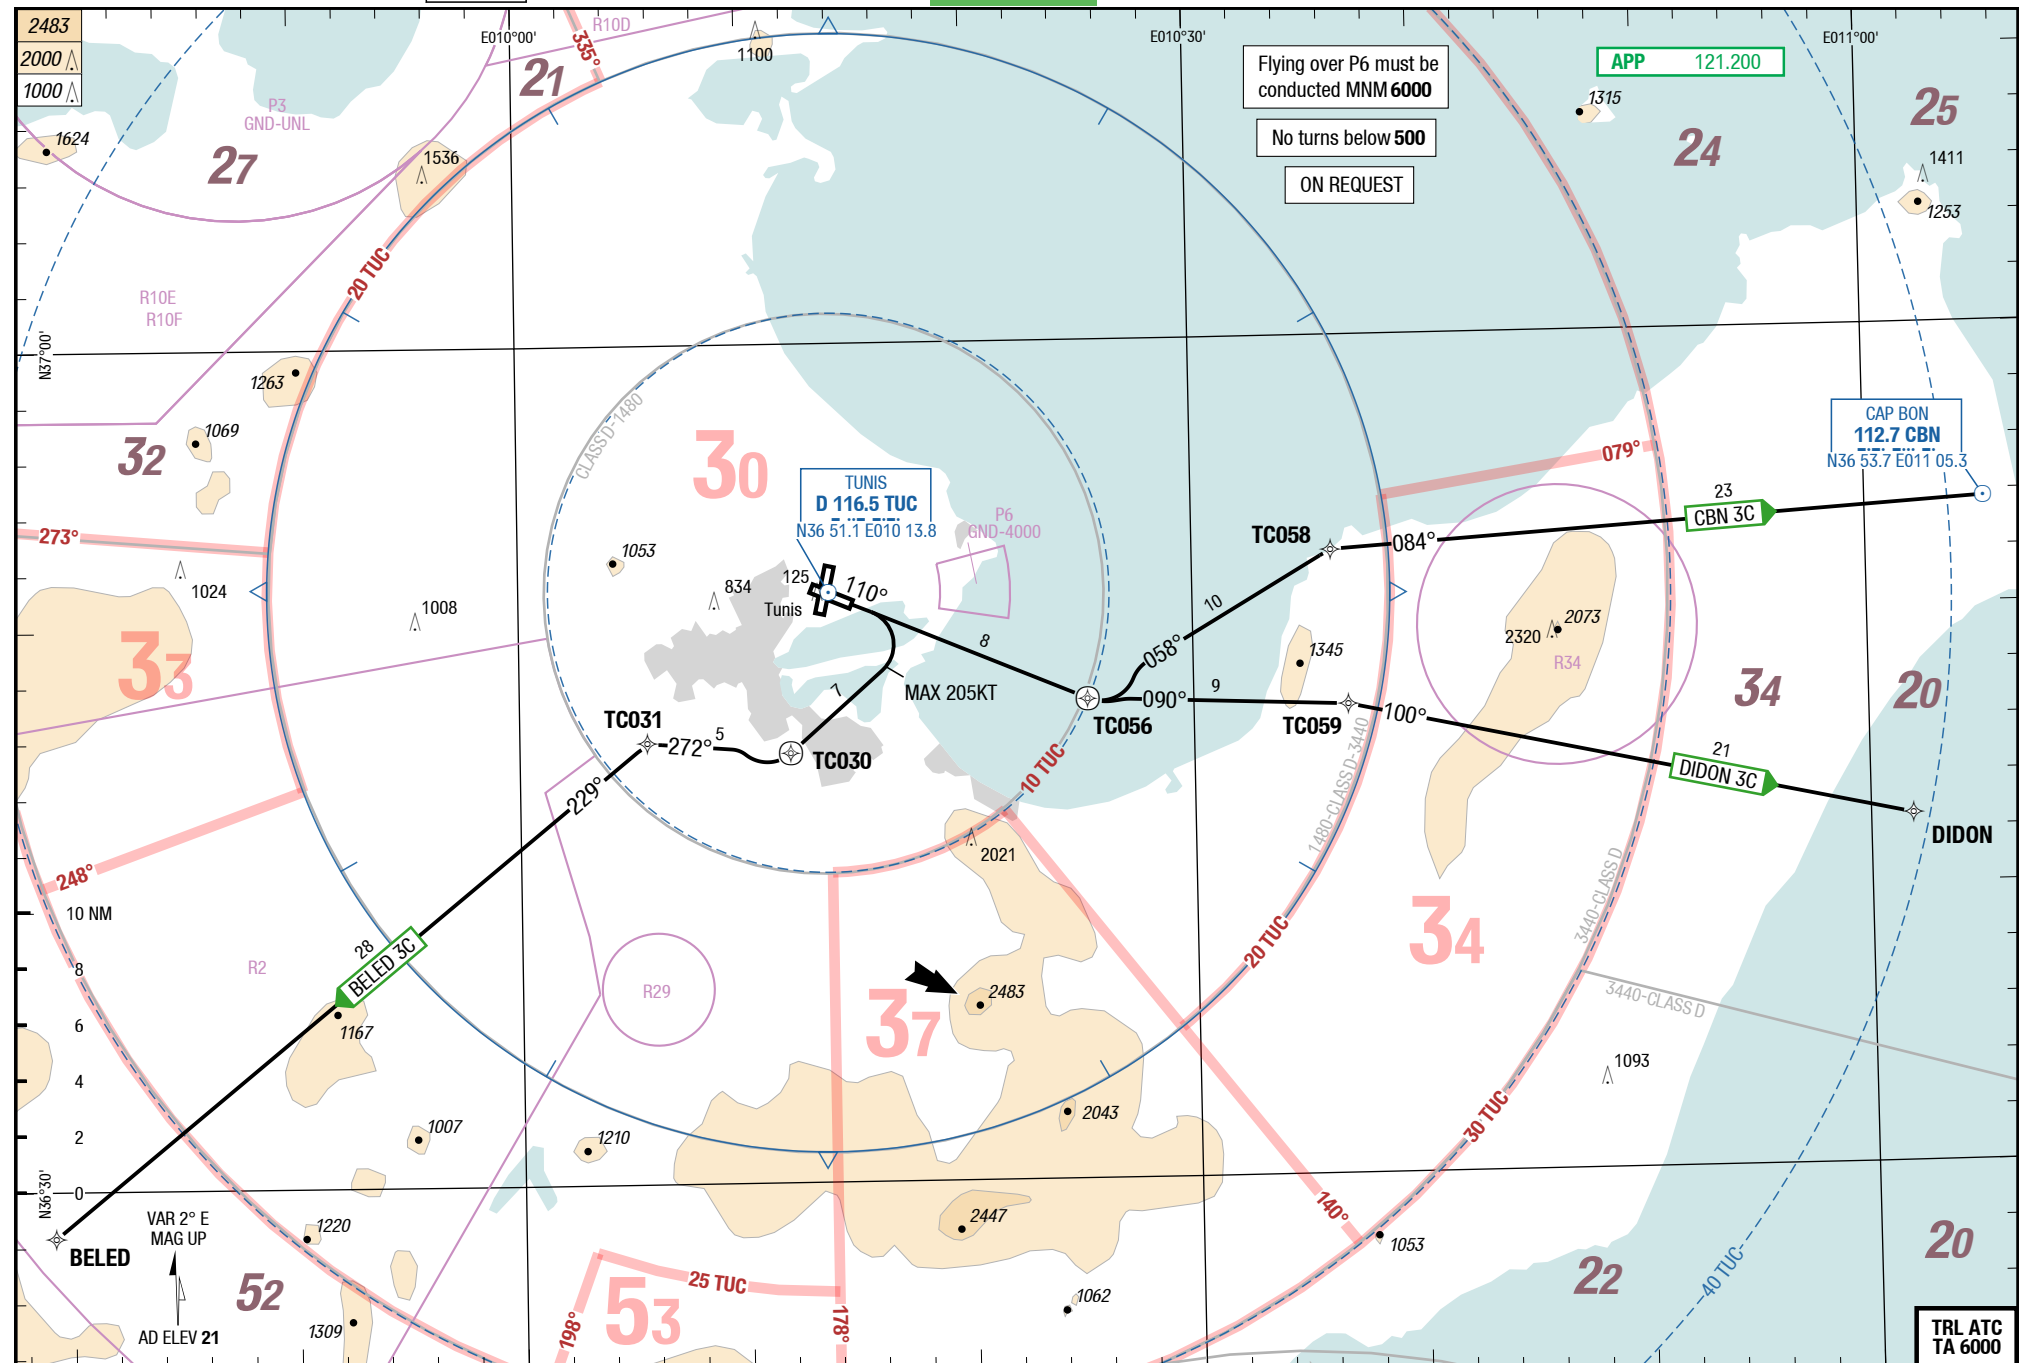 2483
2000
1000
R10D
335°
E010°00'
1100
E010°30'
E011°00'
Flying over P6 must be
conducted MNM 6000
No turns below 500
ON REQUEST
APP 121.200
1315
25
24
21
P3
GND-UNL
1624
27
1536
1411
1253
20 TUC
R10E
R10F
N37°00'
1263
1069
32
CLASS D-1480
30
TUNIS
D 116.5 TUC
N36 51.1 E010 13.8
P6
GND-4000
CAP BON
112.7 CBN
N36 53.7 E011 05.3
079°
23
CBN 3C
TC058
084°
273°
1053
1024
834
125
Tunis
110°
1008
33
8
10
058°
2073
2320
R34
1345
34
20
7
MAX 205KT
090°
9
TC056
TC059
100°
TC031
272°
5
TC030
229°
21
DIDON 3C
DIDON
10 TUC
1480-CLASS D-3440
2021
248°
10 NM
8
6
4
2
0
28
BELED 3C
R2
1167
R29
2483
37
20 TUC
34
3440-CLASS D
3440-CLASS D
1093
1007
1210
2043
30 TUC
N36°30'
VAR 2° E
MAG UP
AD ELEV 21
BELED
1220
52
1309
25 TUC
53
198°
178°
2447
1062
140°
1053
22
40 TUC
20
TRL ATC
TA 6000